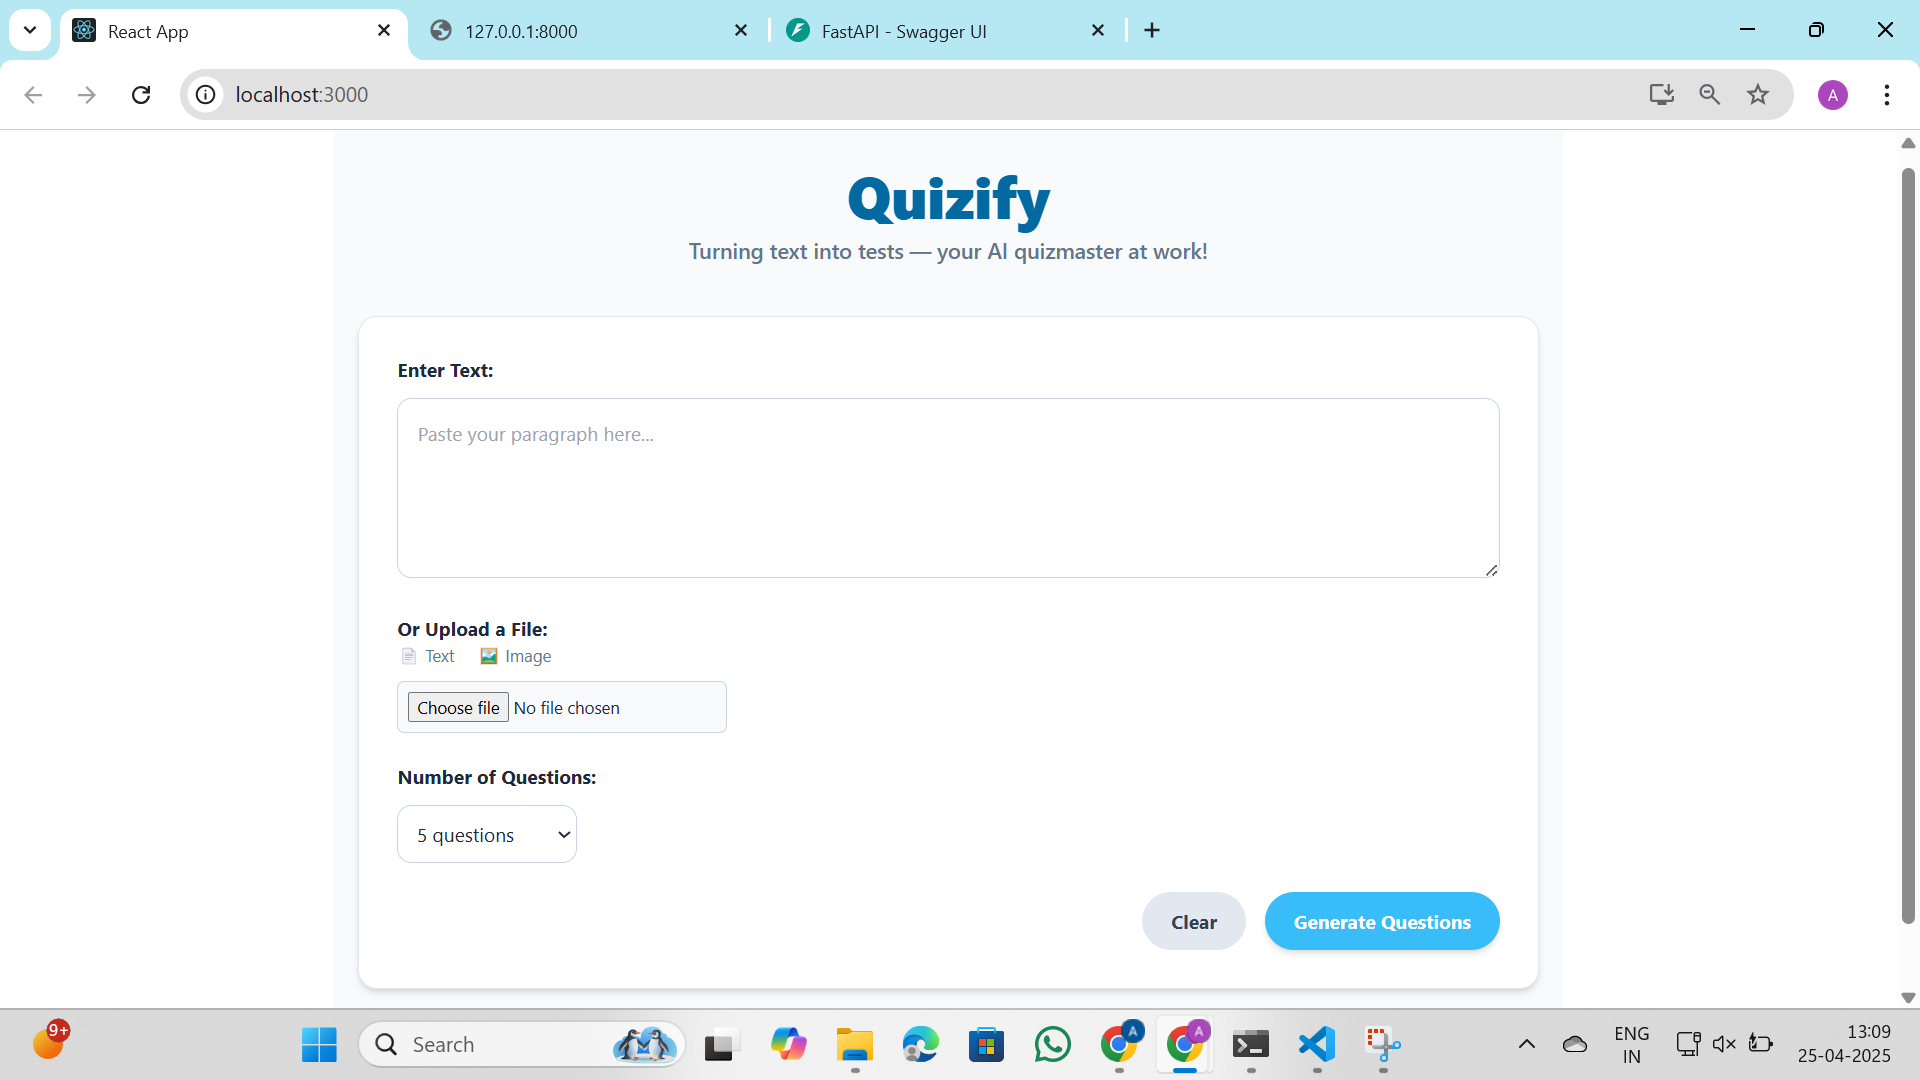 React App
127.0.0.1:8000
FastAPI - Swagger UI
localhost:3000
A
Quizify
Turning text into tests — your AI quizmaster at work!
Enter Text:
Paste your paragraph here...
Or Upload a File:
Text Image
Choose file No file chosen
Number of Questions:
5 questions
Clear Generate Questions
9+
Search
A
A
ENG
IN
13:09
25-04-2025